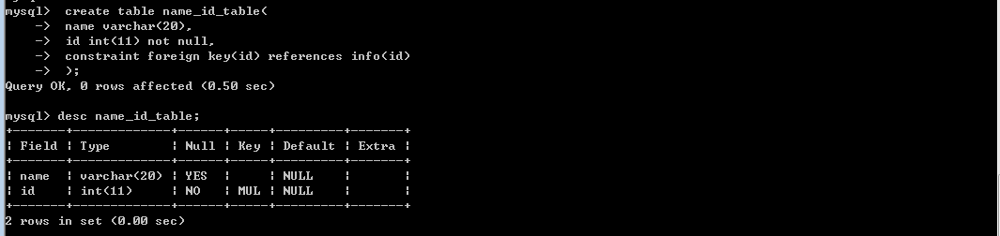 mysql>  create table name_id_table(
    ->  name varchar(20),
    ->  id int(11) not null,
    ->  constraint foreign key(id) references info(id)
    ->  );
Query OK, 0 rows affected (0.50 sec)

mysql> desc name_id_table;
+-------+-------------+------+-----+---------+-------+
| Field | Type        | Null | Key | Default | Extra |
+-------+-------------+------+-----+---------+-------+
| name  | varchar(20) | YES  |     | NULL    |       |
| id    | int(11)     | NO   | MUL | NULL    |       |
+-------+-------------+------+-----+---------+-------+
2 rows in set (0.00 sec)